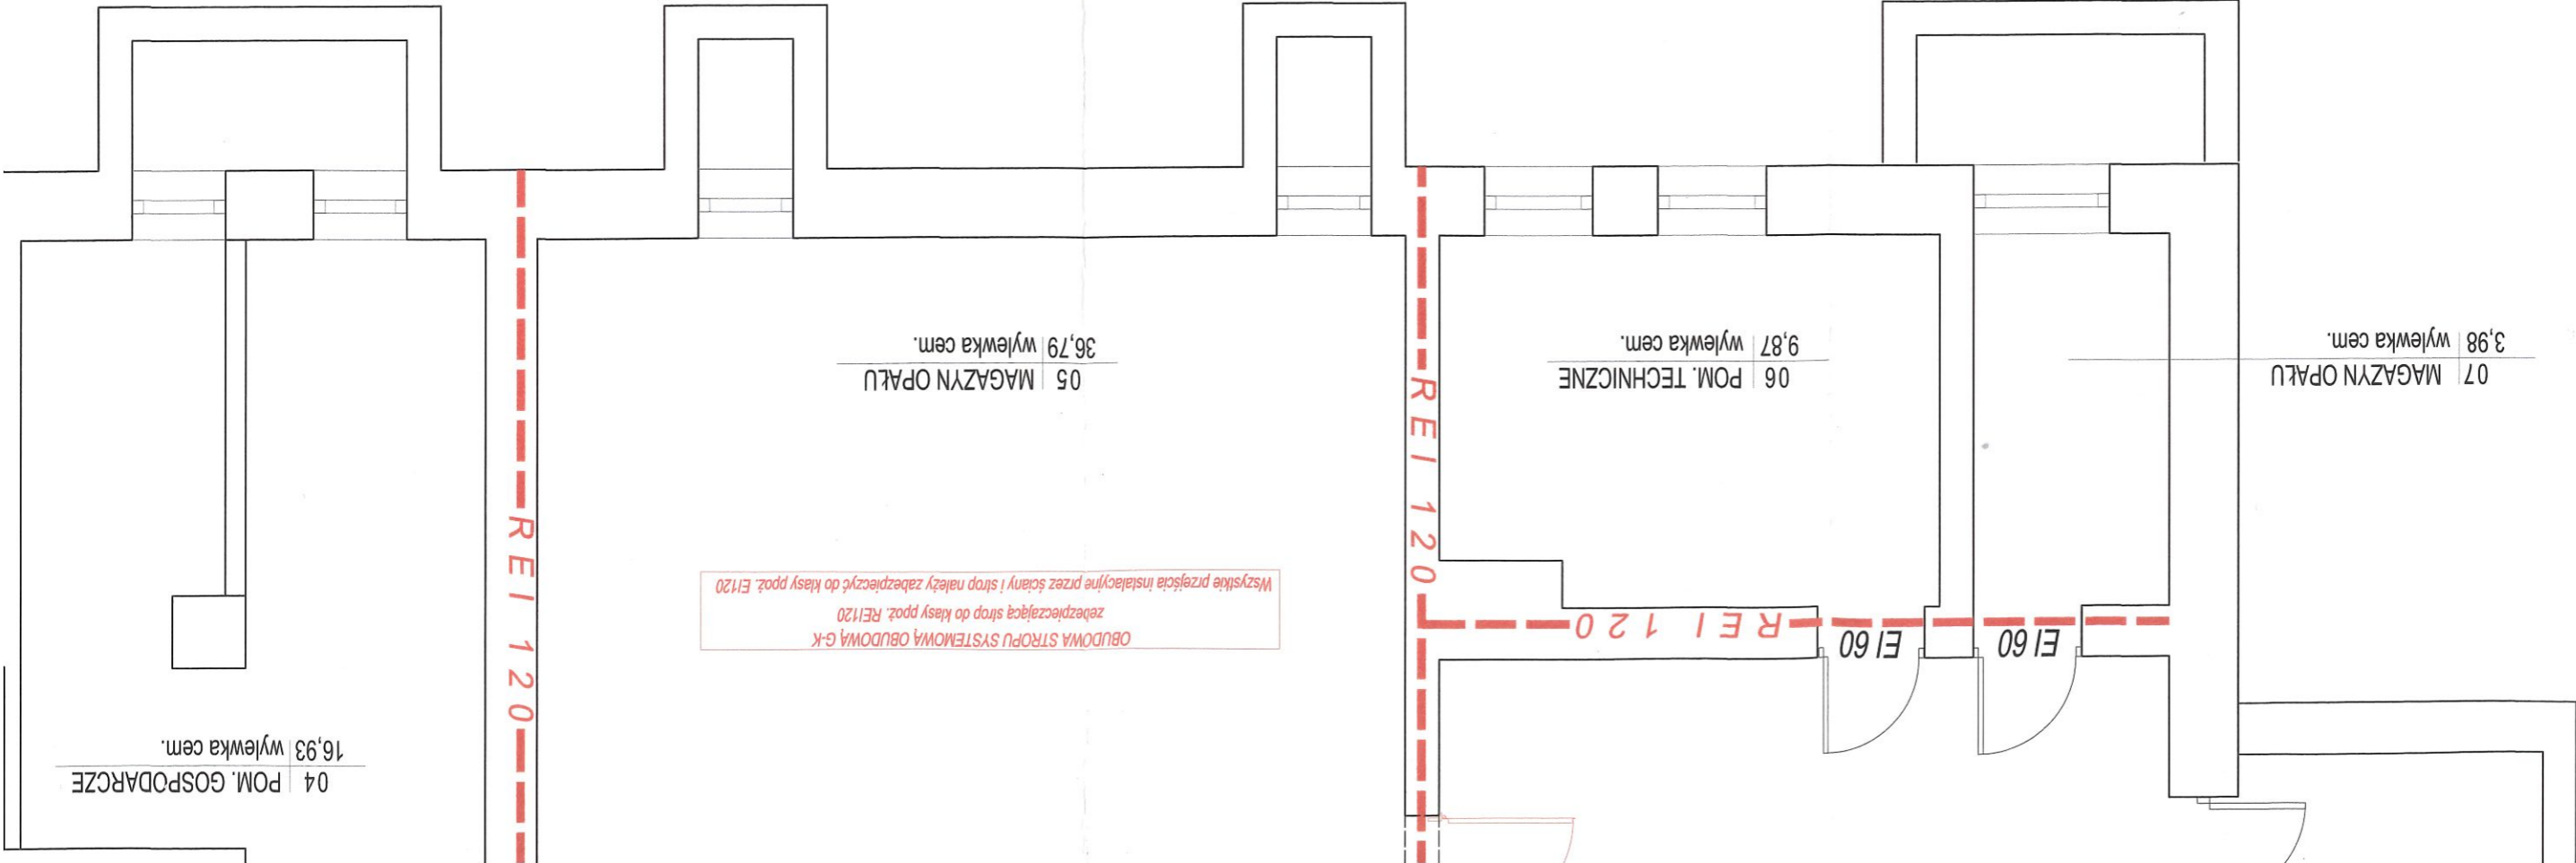 07 MAGAZYN OPAŁU
3,98 wylewka cem.
06 POM. TECHNICZNE
9,87 wylewka cem.
05 MAGAZYN OPAŁU
36,79 wylewka cem.
04 POM. GOSPODARCZE
16,93 wylewka cem.
OBUDOWA STROPU SYSTEMOWĄ OBUDOWĄ G-K
zebezpieczającą strop do klasy ppoż. REI120
Wszystkie przejścia instalacyjne przez ściany i strop należy zabezpieczyć do klasy ppoż. EI120
EI 60
EI 60
REI 120
REI 120
REI 120